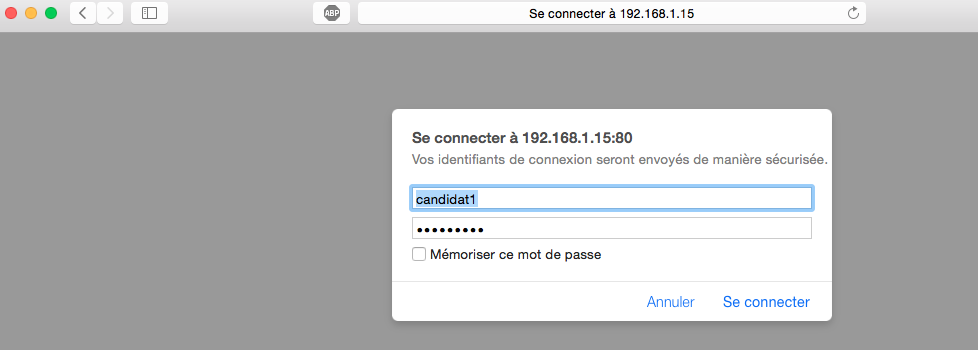 ABP
Se connecter à 192.168.1.15
Se connecter à 192.168.1.15:80
Vos identifiants de connexion seront envoyés de manière sécurisée.
candidat1
•••••••••
Mémoriser ce mot de passe
Annuler Se connecter